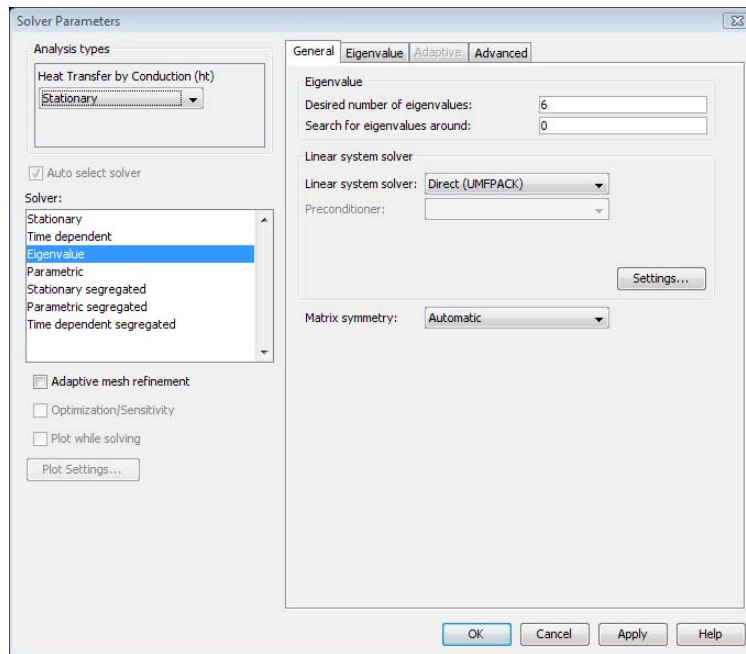 Solver Parameters
Analysis types
Heat Transfer by Conduction (ht)
Stationary
Auto select solver
Solver:
Stationary
Time dependent
Eigenvalue
Parametric
Stationary segregated
Parametric segregated
Time dependent segregated
Adaptive mesh refinement
Optimization/Sensitivity
Plot while solving
Plot Settings...
General Eigenvalue Adaptive Advanced
Eigenvalue
Desired number of eigenvalues: 6
Search for eigenvalues around: 0
Linear system solver
Linear system solver: Direct (UMFPACK)
Preconditioner:
Settings...
Matrix symmetry: Automatic
OK Cancel Apply Help